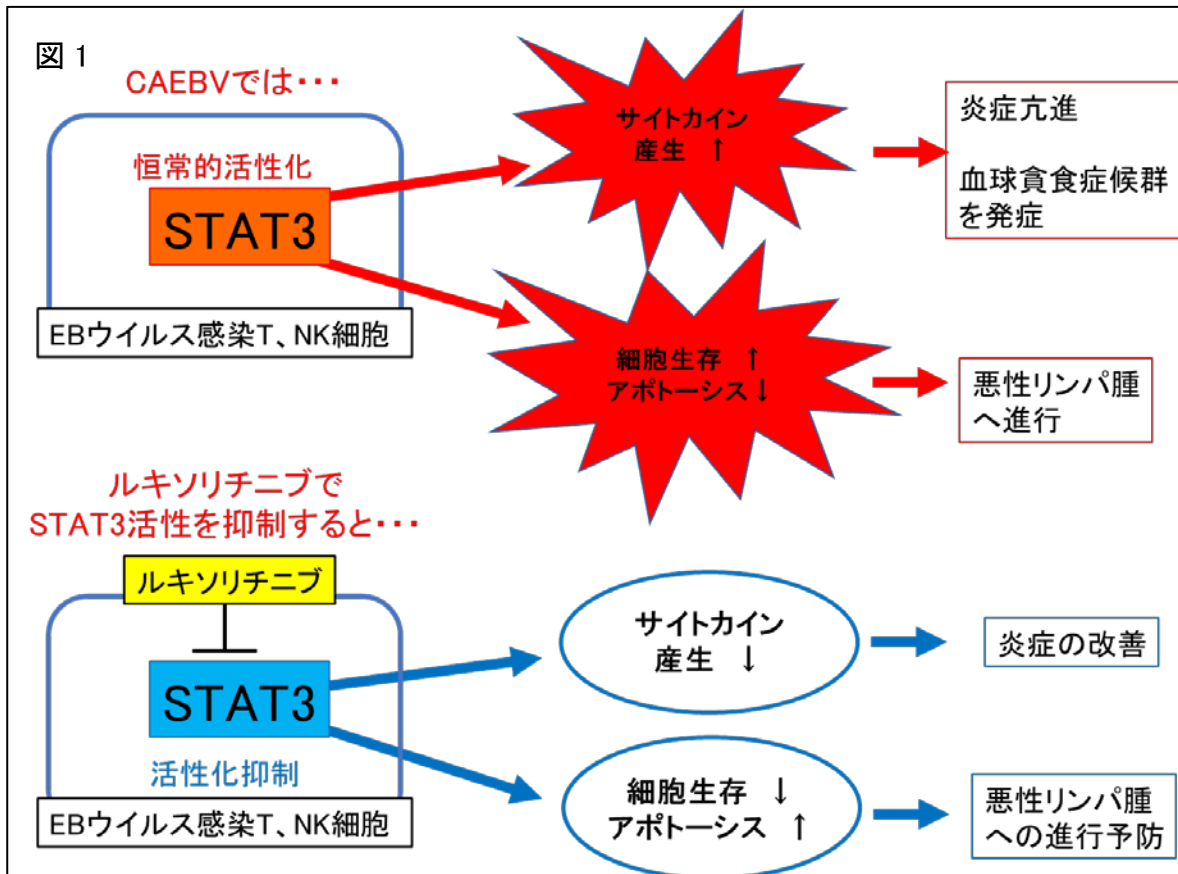 図1
CAEBVでは・・・
恒常的活性化
STAT3
EBウイルス感染T、NK細胞
サイトカイン
産生 ↑
炎症亢進
血球貪食症候群
を発症
細胞生存 ↑
アポトーシス↓
悪性リンパ腫
へ進行
ルキソリチニブで
STAT3活性を抑制すると・・・
ルキソリチニブ
STAT3
活性化抑制
EBウイルス感染T、NK細胞
サイトカイン
産生 ↓
炎症の改善
細胞生存 ↓
アポトーシス ↑
悪性リンパ腫
への進行予防